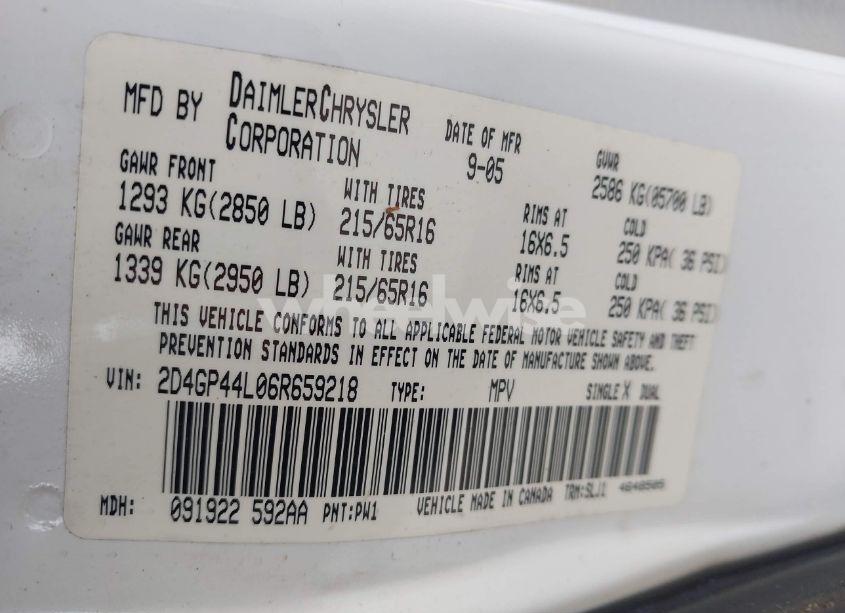 MFD BY DAIMLERCHRYSLER CORPORATION DATE OF MFR 9-05 GVWR 2586 KG(05700 LB)
GAWR FRONT 1293 KG(2850 LB) WITH TIRES 215/65R16 RIMS AT 16X6.5 COLD 250 KPA( 36 PSI)
GAWR REAR 1339 KG(2950 LB) WITH TIRES 215/65R16 RIMS AT 16X6.5 COLD 250 KPA( 36 PSI)
wheelwise
THIS VEHICLE CONFORMS TO ALL APPLICABLE FEDERAL MOTOR VEHICLE SAFETY AND THEFT
PREVENTION STANDARDS IN EFFECT ON THE DATE OF MANUFACTURE SHOWN ABOVE.
VIN: 2D4GP44L06R659218 TYPE: MPV SINGLE X DUAL
MDH: 091922 592AA PNT:PW1 VEHICLE MADE IN CANADA TRM:SLJ1 4648505